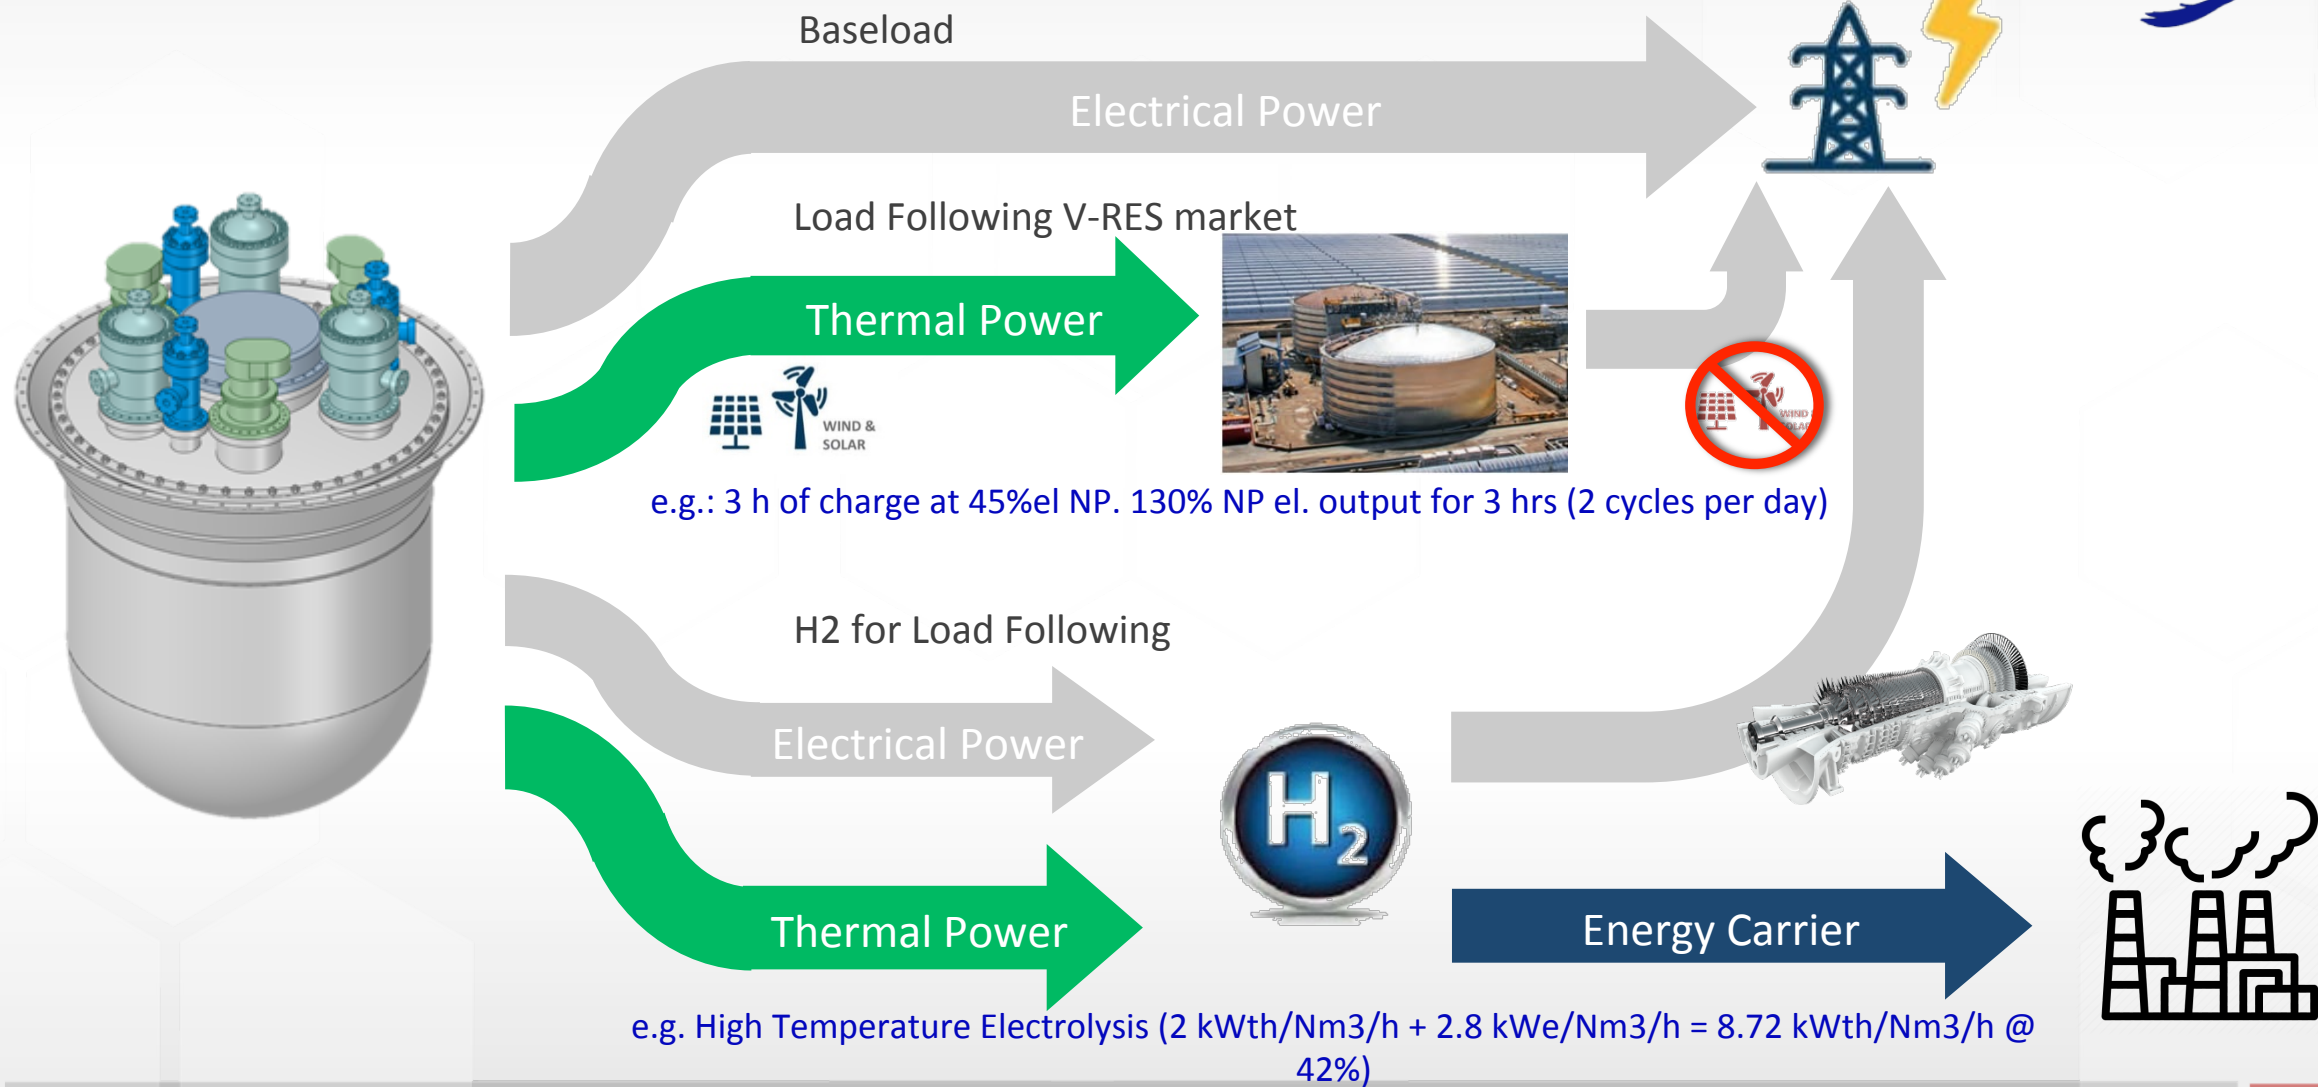 Baseload
Electrical Power
Load Following V-RES market
Thermal Power
WIND &
SOLAR
WIND &
e.g.: 3 h of charge at 45%el NP. 130% NP el. output for 3 hrs (2 cycles per day)
H2 for Load Following
Electrical Power
H2
Thermal Power
Energy Carrier
e.g. High Temperature Electrolysis (2 kWth/Nm3/h + 2.8 kWe/Nm3/h = 8.72 kWth/Nm3/h @
42%)